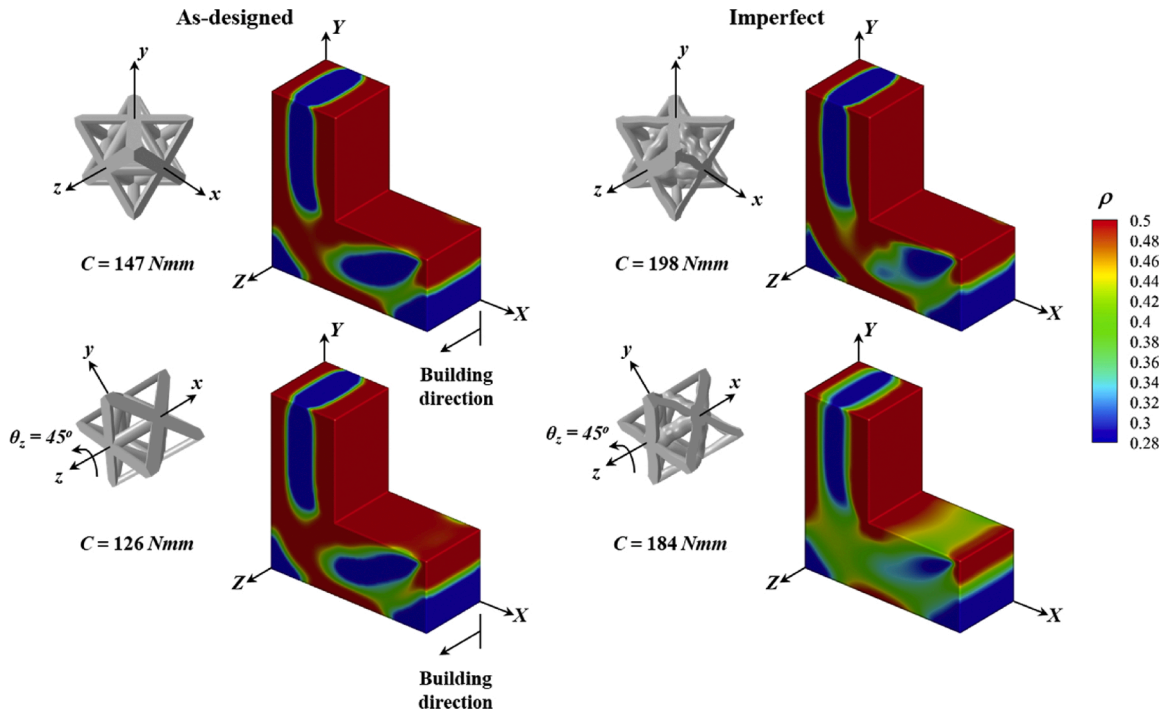 As-designed
Imperfect
Y
y
z
x
C = 147 Nmm
Z
X
Building
direction
Y
y
z
x
C = 198 Nmm
Z
X
ρ
0.5
0.48
0.46
0.44
0.42
0.4
0.38
0.36
0.34
0.32
0.3
0.28
Y
y
x
θz = 45º
z
C = 126 Nmm
Z
X
Building
direction
Y
y
x
θz = 45º
z
C = 184 Nmm
Z
X